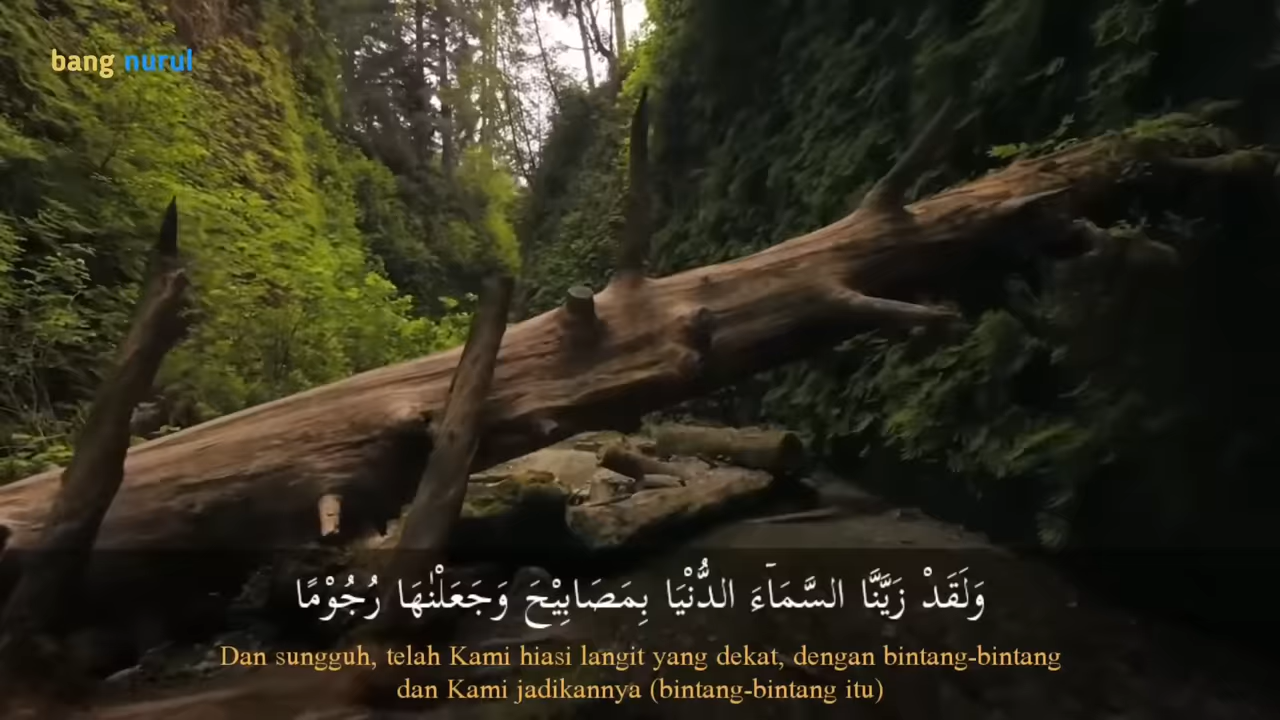 bang nurul
وَلَقَدْ زَيَّنَّا السَّمَاۤءَ الدُّنْيَا بِمَصَابِيْحَ وَجَعَلْنٰهَا رُجُوْمًا
Dan sungguh, telah Kami hiasi langit yang dekat, dengan bintang-bintang
dan Kami jadikannya (bintang-bintang itu)